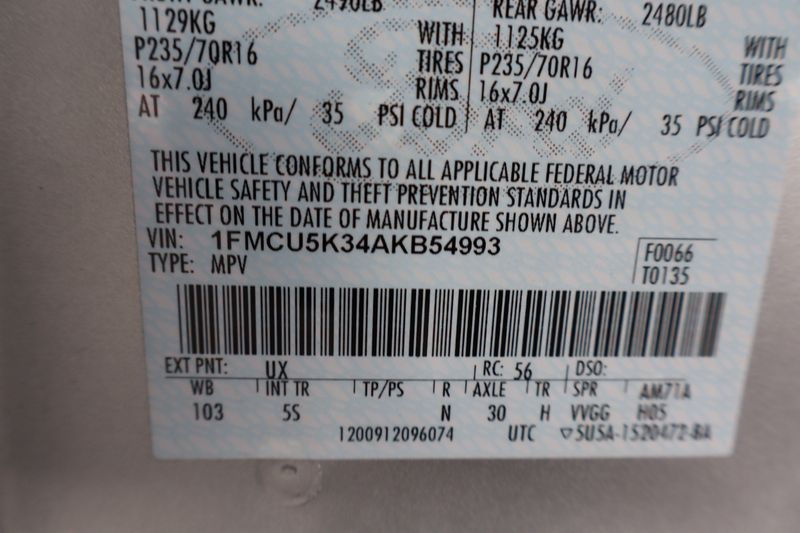 2490LB REAR GAWR: 2480LB
1129KG WITH 1125KG WITH
P235/70R16 TIRES P235/70R16 TIRES
16x7.0J RIMS 16x7.0J RIMS
AT 240 kPa/ 35 PSI COLD AT 240 kPa/ 35 PSI COLD
THIS VEHICLE CONFORMS TO ALL APPLICABLE FEDERAL MOTOR
VEHICLE SAFETY AND THEFT PREVENTION STANDARDS IN
EFFECT ON THE DATE OF MANUFACTURE SHOWN ABOVE.
VIN: 1FMCU5K34AKB54993 F0066
TYPE: MPV T0135
EXT PNT: UX RC: 56 DSO:
WB INT TR TP/PS R AXLE TR SPR AM71A
103 5S N 30 H VVGG H05
1200912096074 UTC ▽5U5A-1520472-BA